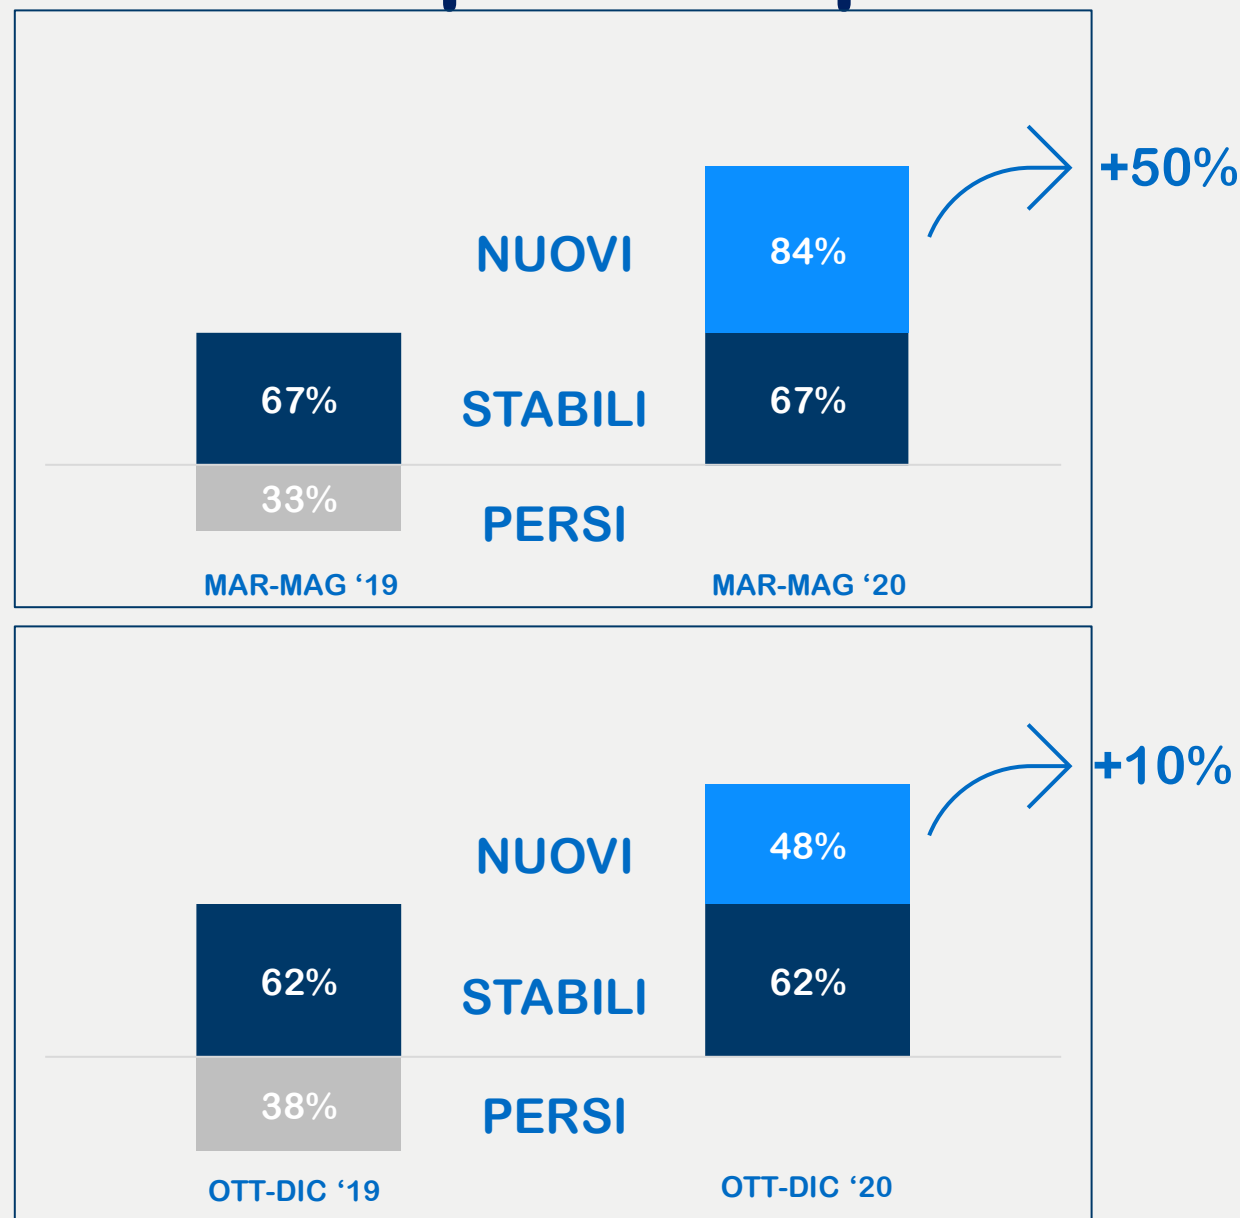 +50%
NUOVI
84%
67%
STABILI
67%
33%
PERSI
MAR-MAG ‘19
MAR-MAG ‘20
+10%
NUOVI
48%
62%
STABILI
62%
38%
PERSI
OTT-DIC ‘19
OTT-DIC ‘20